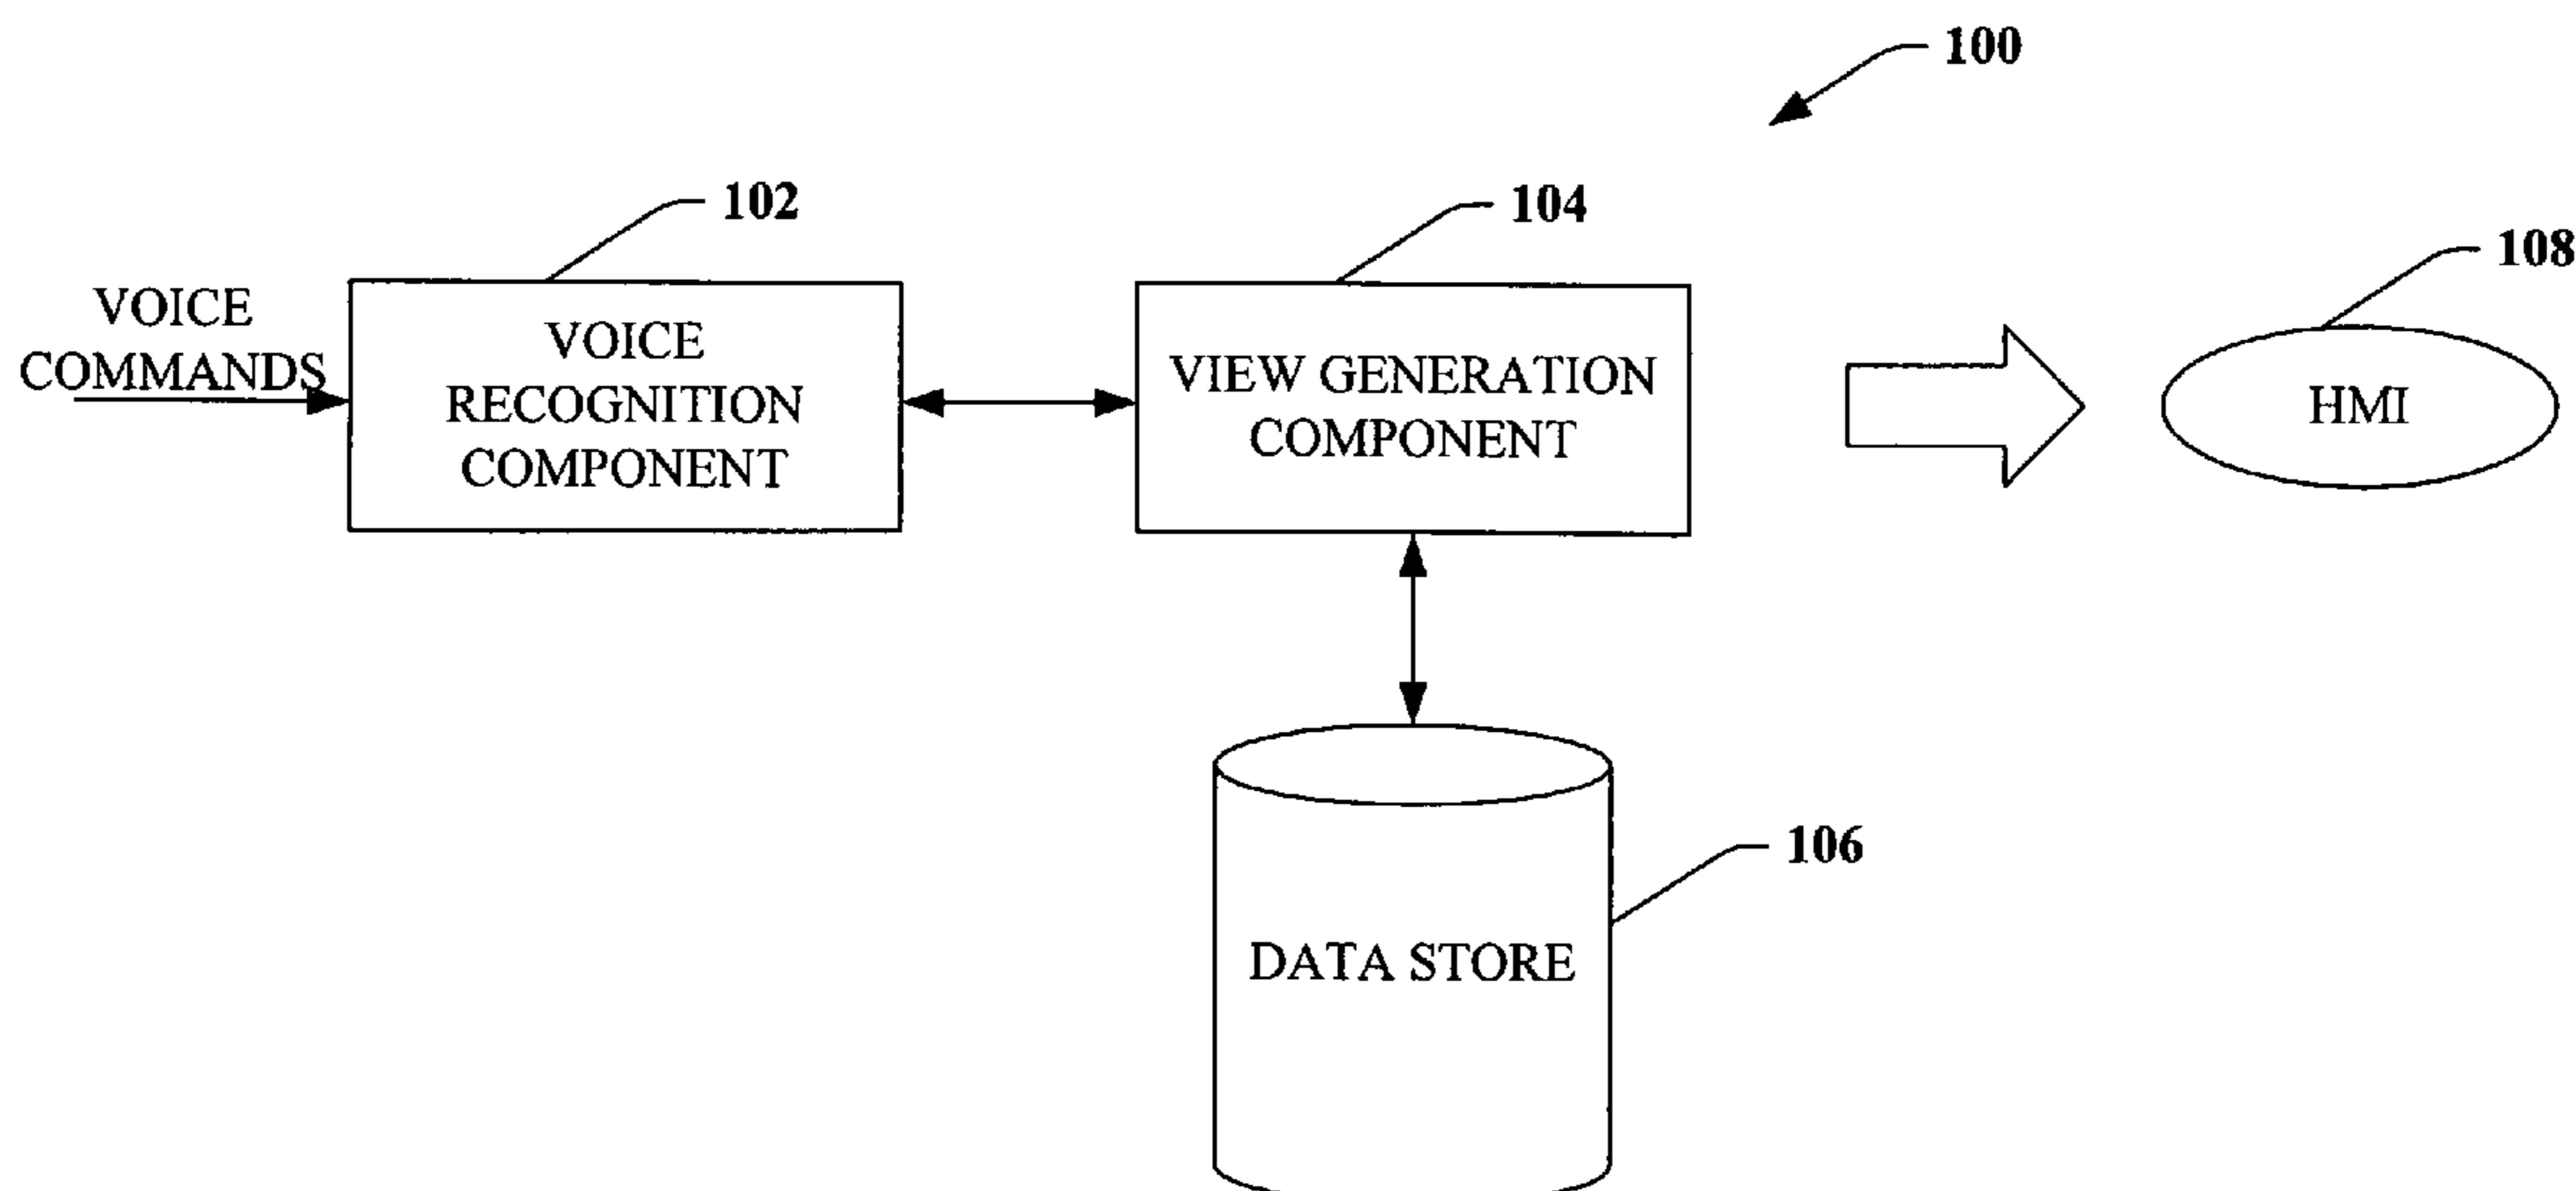 100
102
104
108
VOICE
COMMANDS
VOICE
RECOGNITION
COMPONENT
VIEW GENERATION
COMPONENT
HMI
106
DATA STORE